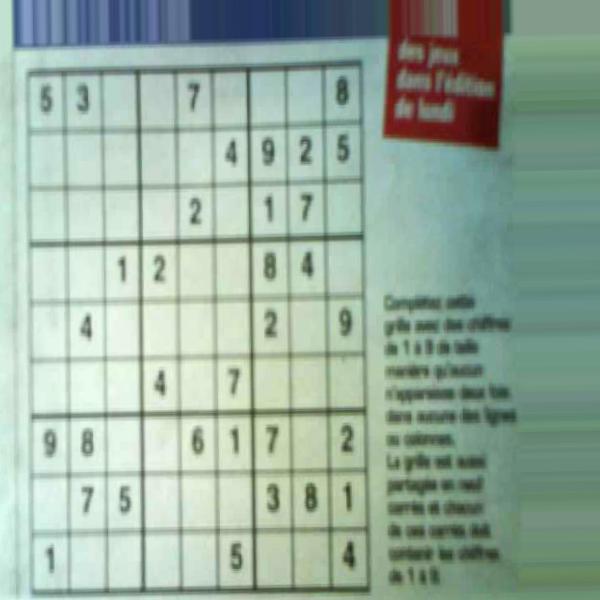 des jeux
dans l'édition
de lundi
5 3 7 8
4 9 2 5
2 1 7
1 2 8 4
4 2 9
4 7
9 8 6 1 7 2
7 5 3 8 1
1 5 4
Complétez cette
grille avec des chiffres
de 1 à 9 de telle
manière qu'aucun
n'apparaisse deux fois
dans aucune des lignes
ou colonnes.
La grille est aussi
partagée en neuf
carrés et chacun
de ces carrés doit
contenir les chiffres
de 1 à 9.